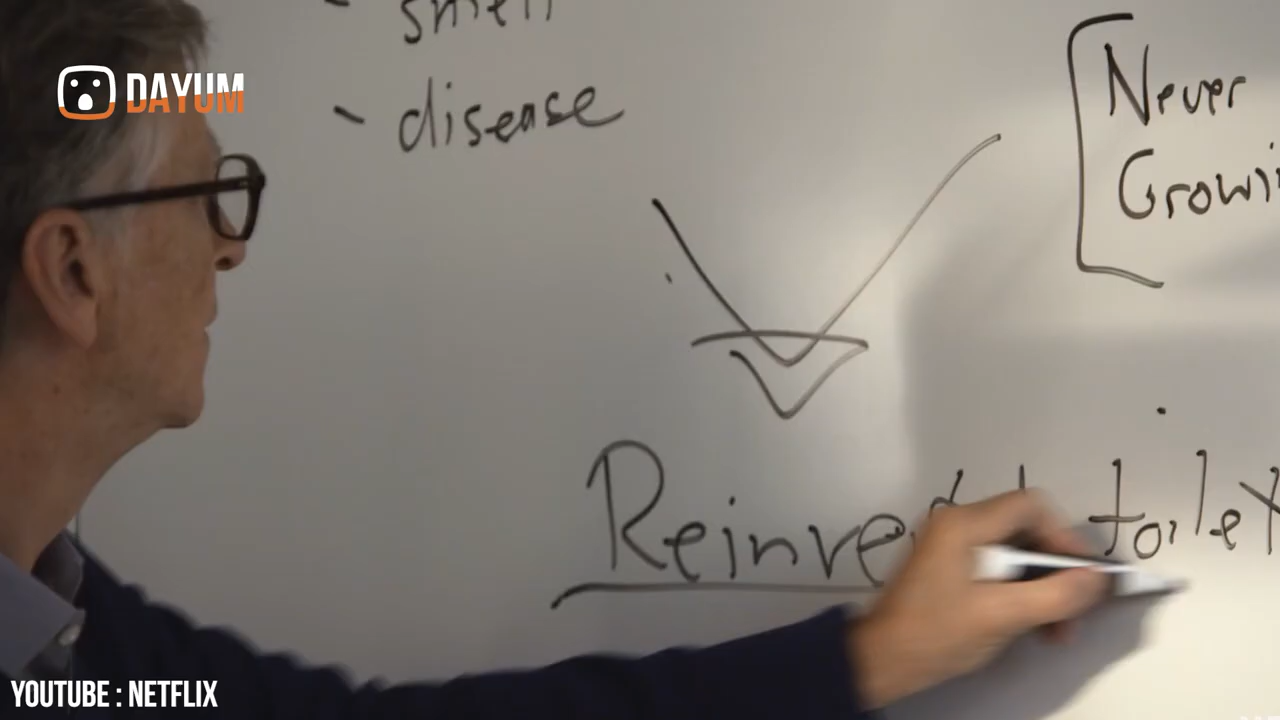 DAYUM
- disease
Never
Reinve
toilet
YOUTUBE : NETFLIX